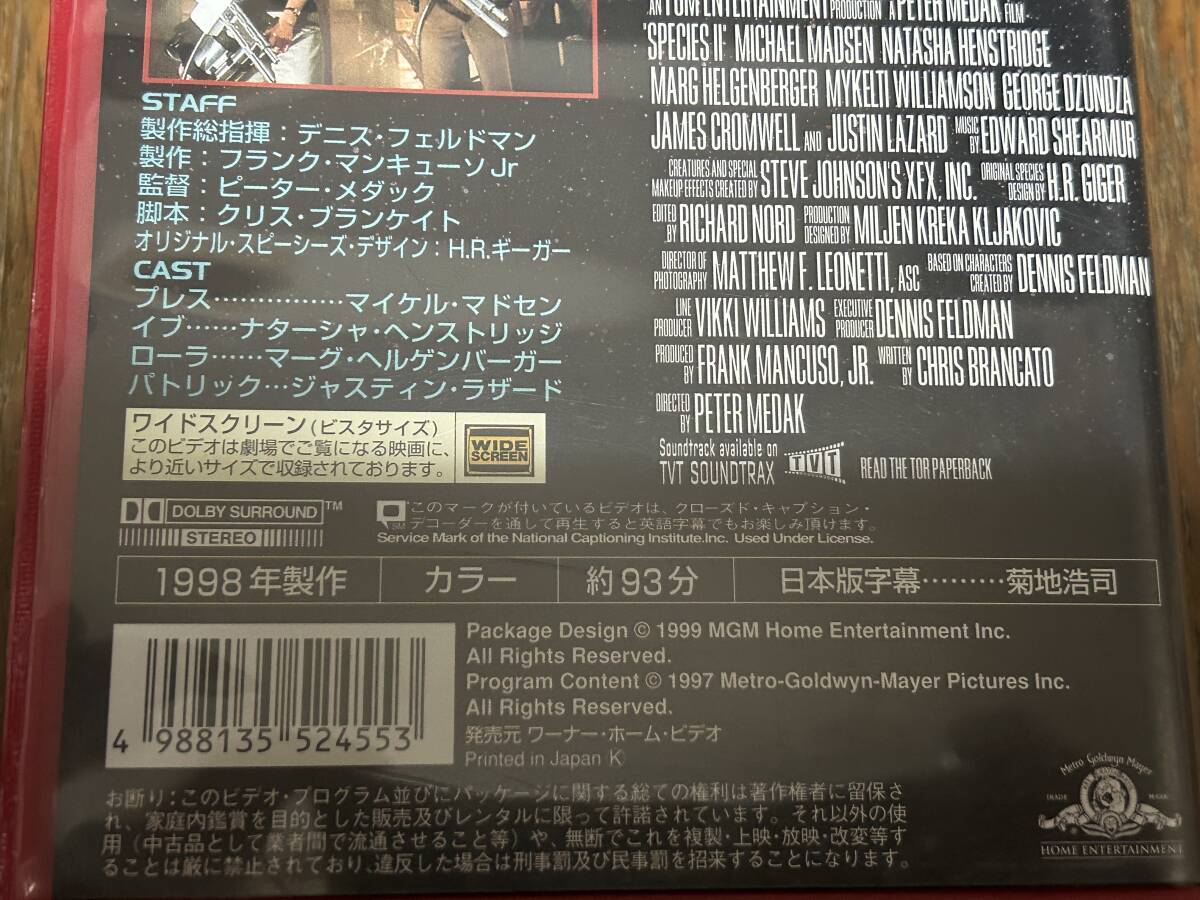 STAFF
製作総指揮：デニス・フェルドマン
製作：フランク・マンキューソJr
監督：ピーター・メダック
脚本：クリス・ブランケイト
オリジナル・スピーシーズ・デザイン：H.R.ギーガー
CAST
プレス……………マイケル・マドセン
イブ……ナターシャ・ヘンストリッジ
ローラ……マーグ・ヘルゲンバーガー
パトリック…ジャスティン・ラザード
ワイドスクリーン（ビスタサイズ）
このビデオは劇場でご覧になる映画に、
より近いサイズで収録されております。
WIDE
SCREEN
ENTERTAINMENT PRODUCTION A PETER MEDAK FILM
'SPECIES II' MICHAEL MADSEN NATASHA HENSTRIDGE
MARG HELGENBERGER MYKELTI WILLIAMSON GEORGE DZUNDZA
JAMES CROMWELL AND JUSTIN LAZARD MUSIC BY EDWARD SHEARMUR
CREATURES AND SPECIAL MAKEUP EFFECTS CREATED BY STEVE JOHNSON'S XFX, INC. ORIGINAL SPECIES DESIGN BY H.R. GIGER
EDITED BY RICHARD NORD PRODUCTION DESIGNED BY MILJEN KREKA KLJAKOVIC
DIRECTOR OF PHOTOGRAPHY MATTHEW F. LEONETTI, ASC BASED ON CHARACTERS CREATED BY DENNIS FELDMAN
LINE PRODUCER VIKKI WILLIAMS EXECUTIVE PRODUCER DENNIS FELDMAN
PRODUCED BY FRANK MANCUSO, JR. WRITTEN BY CHRIS BRANCATO
DIRECTED BY PETER MEDAK
Soundtrack available on
TVT SOUNDTRAX TVT READ THE TOR PAPERBACK
DOLBY SURROUND TM
STEREO
このマークが付いているビデオは、クローズド・キャプション・
デコーダーを通して再生すると英語字幕でもお楽しみ頂けます。
SM
Service Mark of the National Captioning Institute.Inc. Used Under License.
1998年製作 カラー 約93分 日本版字幕………菊地浩司
4 988135 524553
Package Design © 1999 MGM Home Entertainment Inc.
All Rights Reserved.
Program Content © 1997 Metro-Goldwyn-Mayer Pictures Inc.
All Rights Reserved.
発売元 ワーナー・ホーム・ビデオ
Printed in Japan Ⓚ
お断り：このビデオ・プログラム並びにパッケージに関する総ての権利は著作権者に留保さ
れ、家庭内鑑賞を目的とした販売及びレンタルに限って許諾されています。それ以外の使
用（中古品として業者間で流通させること等）や、無断でこれを複製・上映・放映・改変等す
ることは厳に禁止されており、違反した場合は刑事罰及び民事罰を招来することになります。
Metro Goldwyn Mayer
TRADE MARK
HOME ENTERTAINMENT